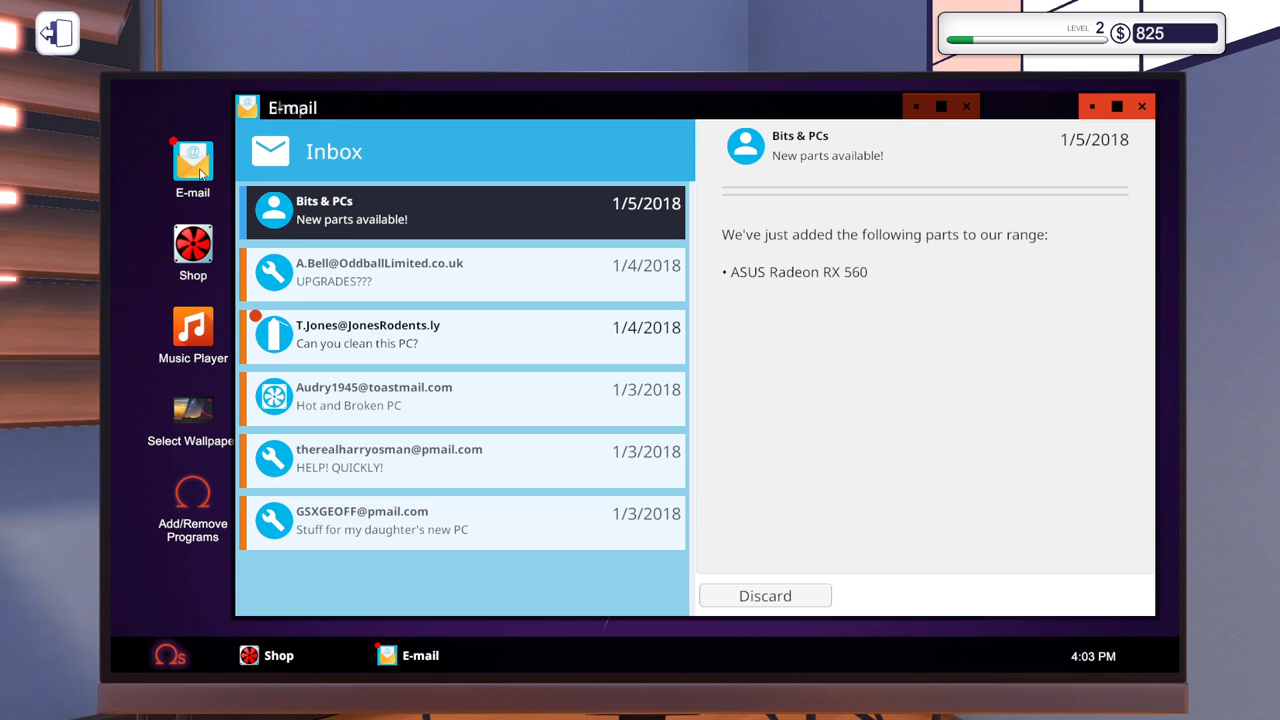 LEVEL 2 $ 825
E-mail
Inbox
Bits & PCs
New parts available!
1/5/2018
A.Bell@OddballLimited.co.uk
UPGRADES???
1/4/2018
T.Jones@JonesRodents.ly
Can you clean this PC?
1/4/2018
Audry1945@toastmail.com
Hot and Broken PC
1/3/2018
therealharryosman@pmail.com
HELP! QUICKLY!
1/3/2018
GSXGEOFF@pmail.com
Stuff for my daughter's new PC
1/3/2018
Bits & PCs
New parts available!
1/5/2018
We've just added the following parts to our range:
• ASUS Radeon RX 560
Discard
E-mail
Shop
Music Player
Select Wallpape
Add/Remove
Programs
Ωs
Shop
E-mail
4:03 PM